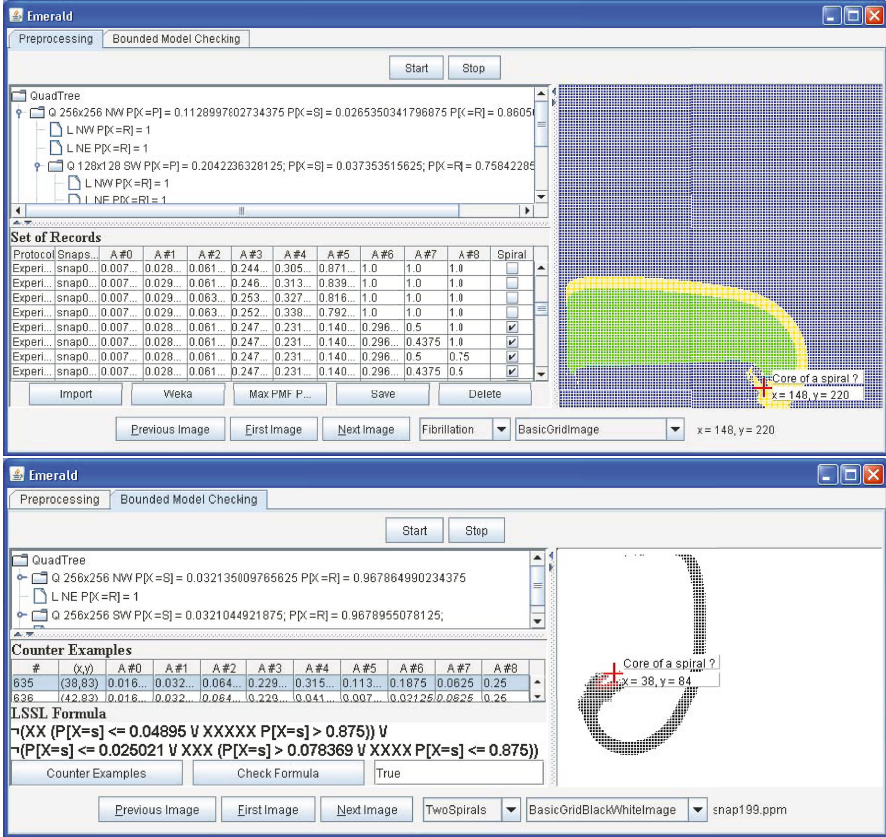 Emerald
Preprocessing Bounded Model Checking
Start Stop
QuadTree
Q 256x256 NW P[X=P] = 0.1128997802734375 P[X=S] = 0.0265350341796875 P[X=R] =
L NW P[X=R] = 1
L NE P[X=R] = 1
Q 128x128 SW P[X=P] = 0.2042236328125; P[X=S] = 0.037353515625; P[X=R] = 0.75842285
L NW P[X=R] = 1
L NE P[X=R] = 1
Set of Records
Protocol Snaps... A#0 A#1 A#2 A#3 A#4 A#5 A#6 A#7 A#8 Spiral
Experi... snap0... 0.007... 0.028... 0.061... 0.244... 0.305... 0.871... 1.0 1.0 1.0
Experi... snap0... 0.007... 0.029... 0.061... 0.246... 0.313... 0.839... 1.0 1.0 1.0
Experi... snap0... 0.007... 0.029... 0.063... 0.253... 0.327... 0.816... 1.0 1.0 1.0
Experi... snap0... 0.007... 0.029... 0.063... 0.252... 0.338... 0.792... 1.0 1.0 1.0
Experi... snap0... 0.007... 0.028... 0.061... 0.247... 0.231... 0.140... 0.296... 0.5 1.0
Experi... snap0... 0.007... 0.028... 0.061... 0.247... 0.231... 0.140... 0.296... 0.4375 1.0
Experi... snap0... 0.007... 0.028... 0.061... 0.247... 0.231... 0.140... 0.296... 0.5 0.75
Experi... snap0... 0.007... 0.028... 0.061... 0.247... 0.231... 0.140... 0.296... 0.4375 0.5
Core of a spiral ?
x = 148, y = 220
Import Weka Max PMF P... Save Delete
Previous Image First Image Next Image Fibrillation BasicGridImage x = 148, y = 220
Emerald
Preprocessing Bounded Model Checking
Start Stop
QuadTree
Q 256x256 NW P[X=S] = 0.032135009765625 P[X=R] = 0.967864990234375
L NE P[X=R] = 1
Q 256x256 SW P[X=S] = 0.0321044921875; P[X=R] = 0.9678955078125;
Counter Examples
# (x,y) A#0 A#1 A#2 A#3 A#4 A#5 A#6 A#7 A#8
635 (38,83) 0.016... 0.032... 0.064... 0.229... 0.315... 0.113... 0.1875 0.0625 0.25
636 (42,83) 0.016... 0.032... 0.064... 0.229... 0.041... 0.007... 0.03125 0.0625 0.25
Core of a spiral ?
x = 38, y = 84
LSSL Formula
¬(XX (P[X=s] <= 0.04895 \/ XXXXX P[X=s] > 0.875)) \/
¬(P[X=s] <= 0.025021 \/ XXX (P[X=s] > 0.078369 \/ XXXX P[X=s] <= 0.875))
Counter Examples Check Formula True
Previous Image First Image Next Image TwoSpirals BasicGridBlackWhiteImage snap199.ppm